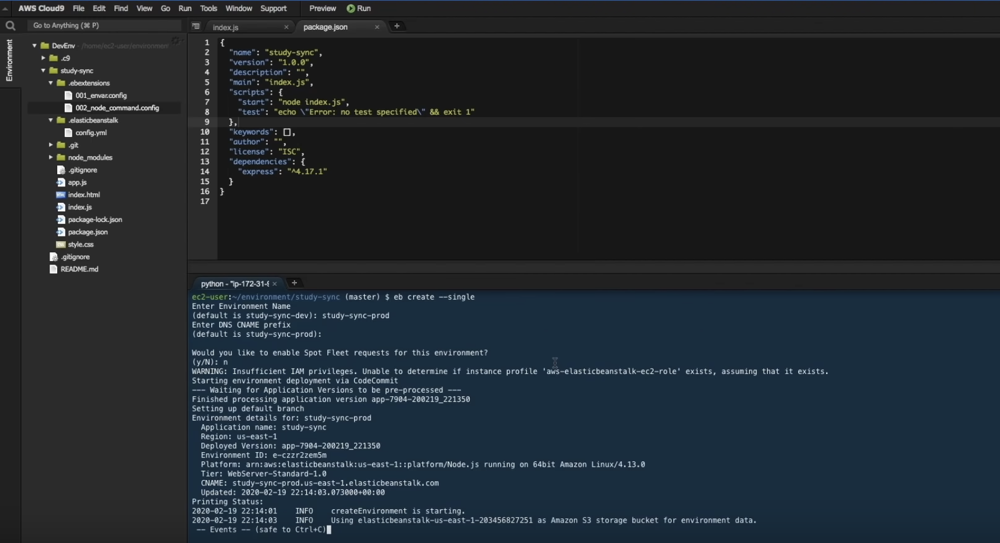 AWS Cloud9 File Edit Find View Go Run Tools Window Support Preview Run
Go to Anything (⌘ P)
Environment
DevEnv - /home/ec2-user/environment
.c9
study-sync
.ebextensions
001_envar.config
002_node_command.config
.elasticbeanstalk
config.yml
.git
node_modules
.gitignore
app.js
index.html
index.js
package-lock.json
package.json
style.css
.gitignore
README.md
index.js × package.json × +
1 {
2 "name": "study-sync",
3 "version": "1.0.0",
4 "description": "",
5 "main": "index.js",
6 "scripts": {
7 "start": "node index.js",
8 "test": "echo \"Error: no test specified\" && exit 1"
9 },
10 "keywords": [],
11 "author": "",
12 "license": "ISC",
13 "dependencies": {
14 "express": "^4.17.1"
15 }
16 }
17
python - "ip-172-31-9 × +
ec2-user:~/environment/study-sync (master) $ eb create --single
Enter Environment Name
(default is study-sync-dev): study-sync-prod
Enter DNS CNAME prefix
(default is study-sync-prod):
Would you like to enable Spot Fleet requests for this environment?
(y/N): n
WARNING: Insufficient IAM privileges. Unable to determine if instance profile 'aws-elasticbeanstalk-ec2-role' exists, assuming that it exists.
Starting environment deployment via CodeCommit
--- Waiting for Application Versions to be pre-processed ---
Finished processing application version app-7904-200219_221350
Setting up default branch
Environment details for: study-sync-prod
Application name: study-sync
Region: us-east-1
Deployed Version: app-7904-200219_221350
Environment ID: e-czzr2zem5m
Platform: arn:aws:elasticbeanstalk:us-east-1::platform/Node.js running on 64bit Amazon Linux/4.13.0
Tier: WebServer-Standard-1.0
CNAME: study-sync-prod.us-east-1.elasticbeanstalk.com
Updated: 2020-02-19 22:14:03.073000+00:00
Printing Status:
2020-02-19 22:14:01 INFO createEnvironment is starting.
2020-02-19 22:14:03 INFO Using elasticbeanstalk-us-east-1-203456827251 as Amazon S3 storage bucket for environment data.
-- Events -- (safe to Ctrl+C)